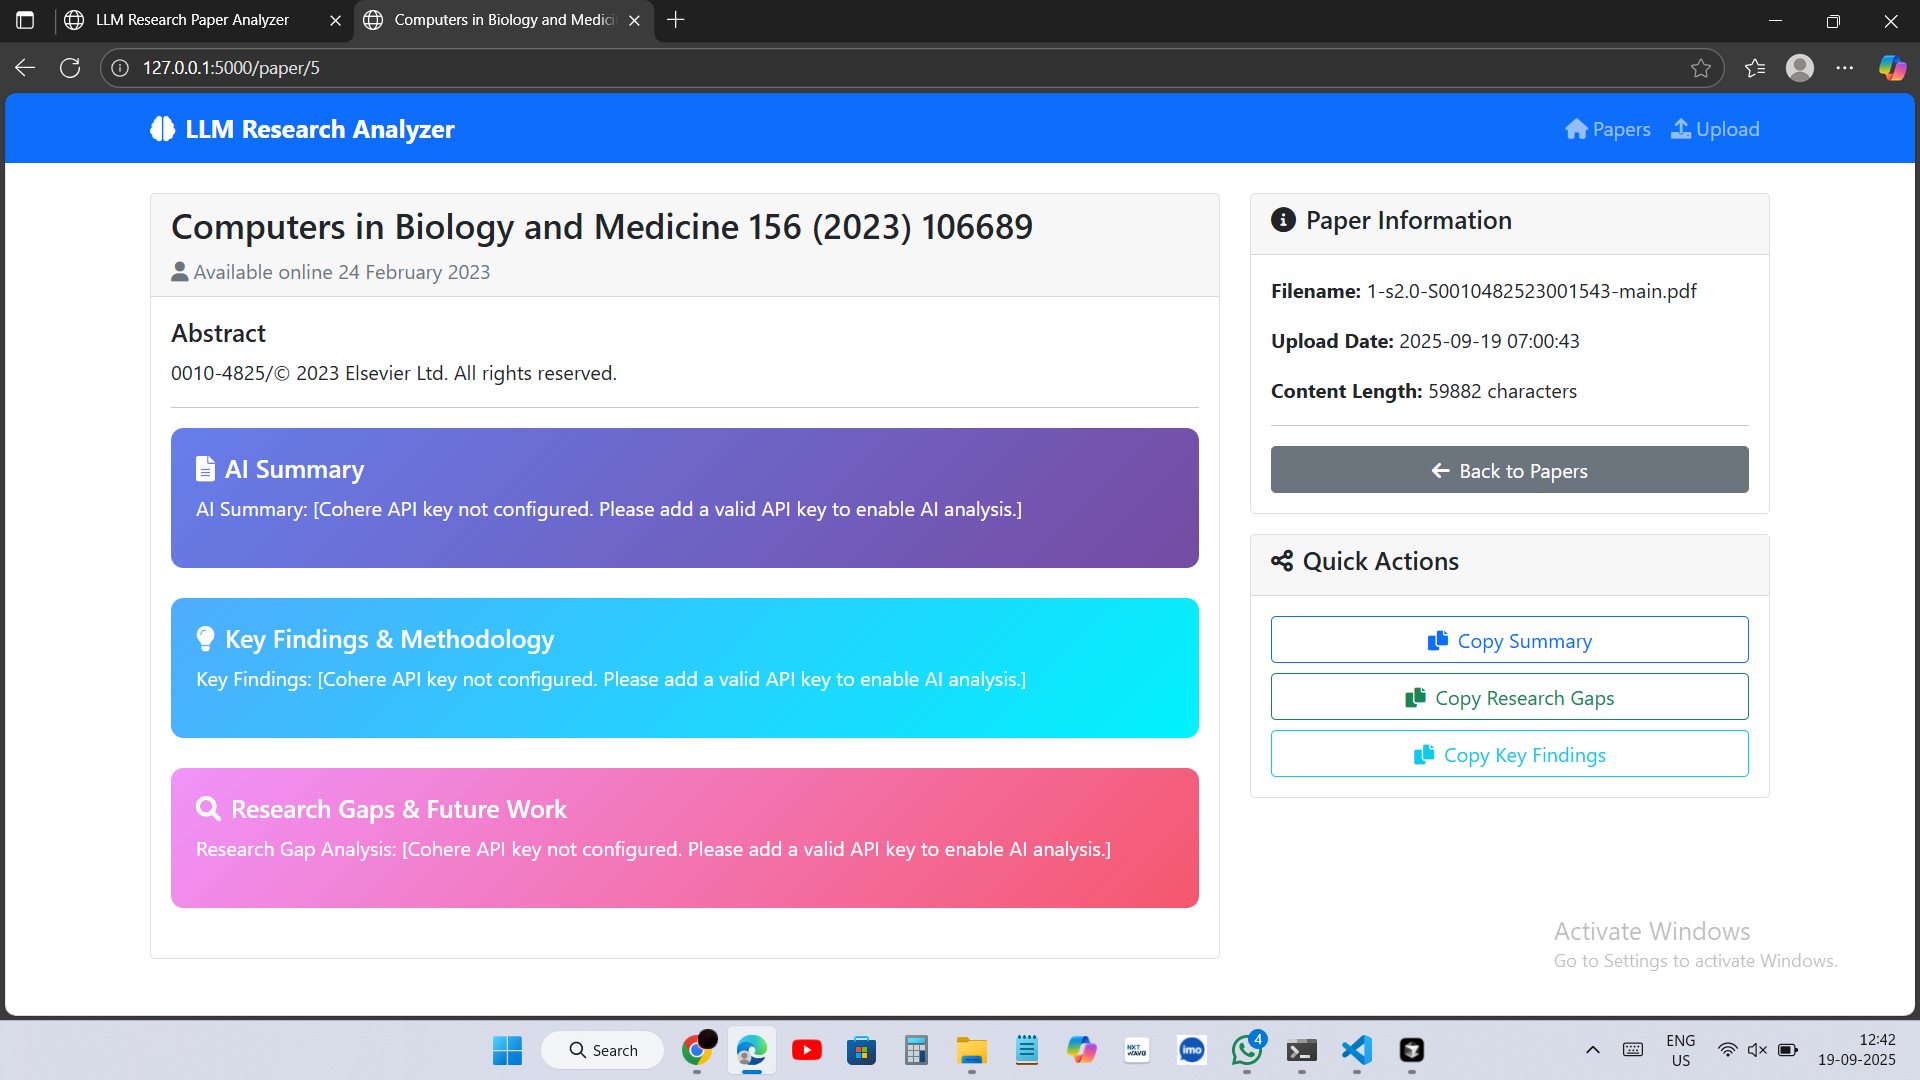 LLM Research Paper Analyzer
Computers in Biology and Medici
127.0.0.1:5000/paper/5
LLM Research Analyzer
Papers
Upload
Computers in Biology and Medicine 156 (2023) 106689
Available online 24 February 2023
Abstract
0010-4825/© 2023 Elsevier Ltd. All rights reserved.
AI Summary
AI Summary: [Cohere API key not configured. Please add a valid API key to enable AI analysis.]
Key Findings & Methodology
Key Findings: [Cohere API key not configured. Please add a valid API key to enable AI analysis.]
Research Gaps & Future Work
Research Gap Analysis: [Cohere API key not configured. Please add a valid API key to enable AI analysis.]
Paper Information
Filename: 1-s2.0-S0010482523001543-main.pdf
Upload Date: 2025-09-19 07:00:43
Content Length: 59882 characters
Back to Papers
Quick Actions
Copy Summary
Copy Research Gaps
Copy Key Findings
Activate Windows
Go to Settings to activate Windows.
Search
NXT
WAVE
imo
4
ENG
US
12:42
19-09-2025